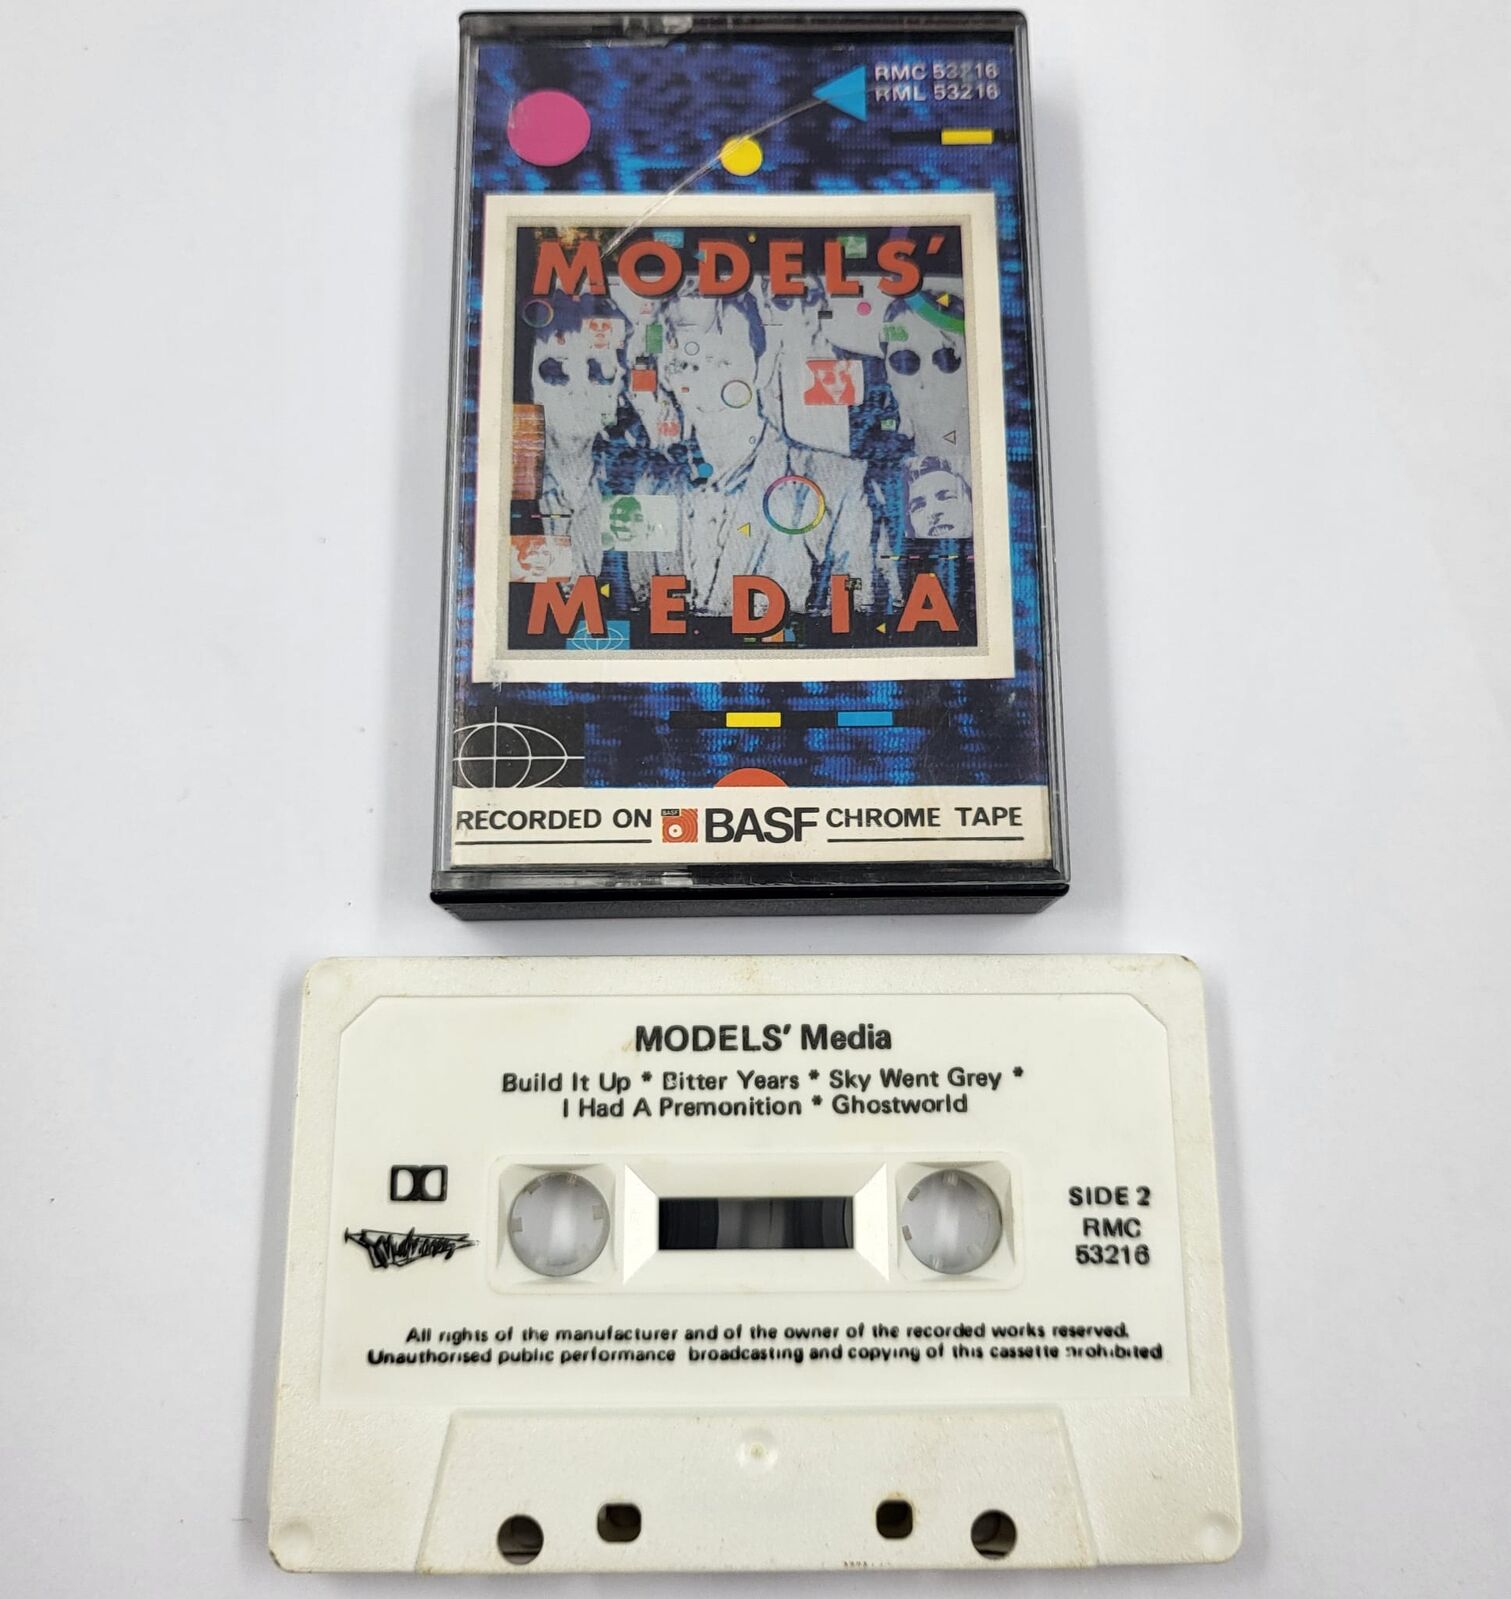 RMC 53216
RML 53216
MODELS'
MEDIA
RECORDED ON BASF CHROME TAPE
MODELS' Media
Build It Up * Bitter Years * Sky Went Grey *
I Had A Premonition * Ghostworld
SIDE 2
RMC
53216
All rights of the manufacturer and of the owner of the recorded works reserved.
Unauthorised public performance broadcasting and copying of this cassette prohibited